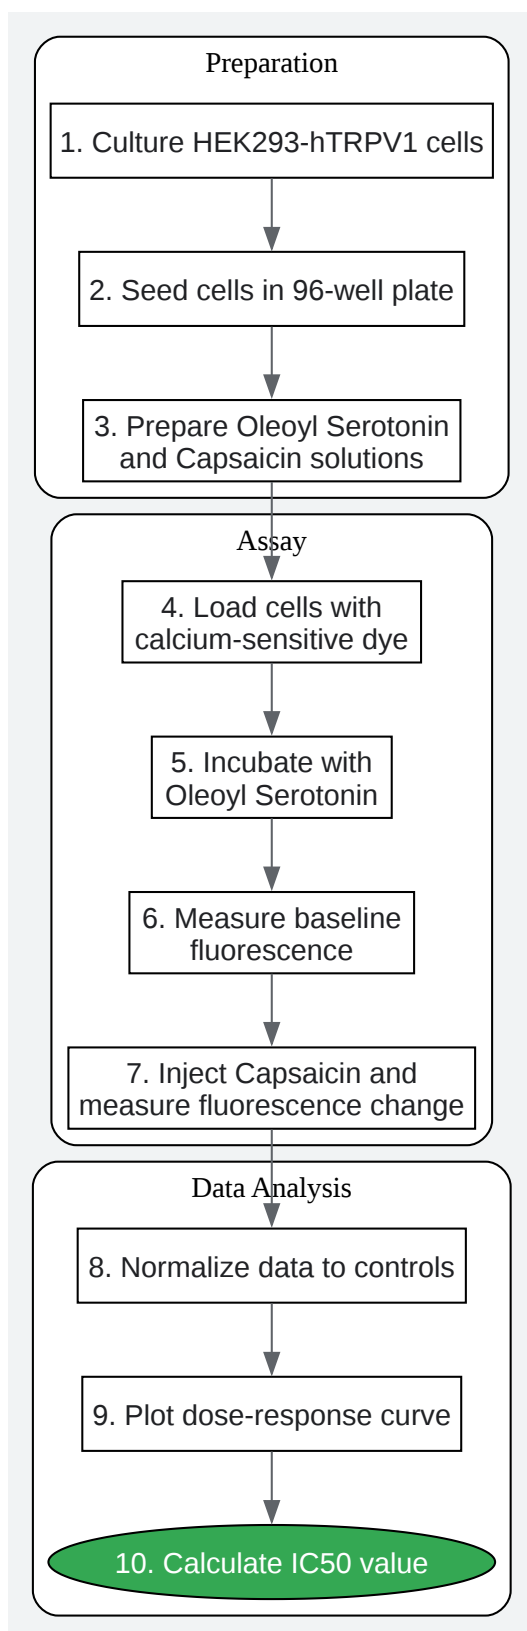 Preparation
1. Culture HEK293-hTRPV1 cells
2. Seed cells in 96-well plate
3. Prepare Oleoyl Serotonin
and Capsaicin solutions
Assay
4. Load cells with
calcium-sensitive dye
5. Incubate with
Oleoyl Serotonin
6. Measure baseline
fluorescence
7. Inject Capsaicin and
measure fluorescence change
Data Analysis
8. Normalize data to controls
9. Plot dose-response curve
10. Calculate IC50 value